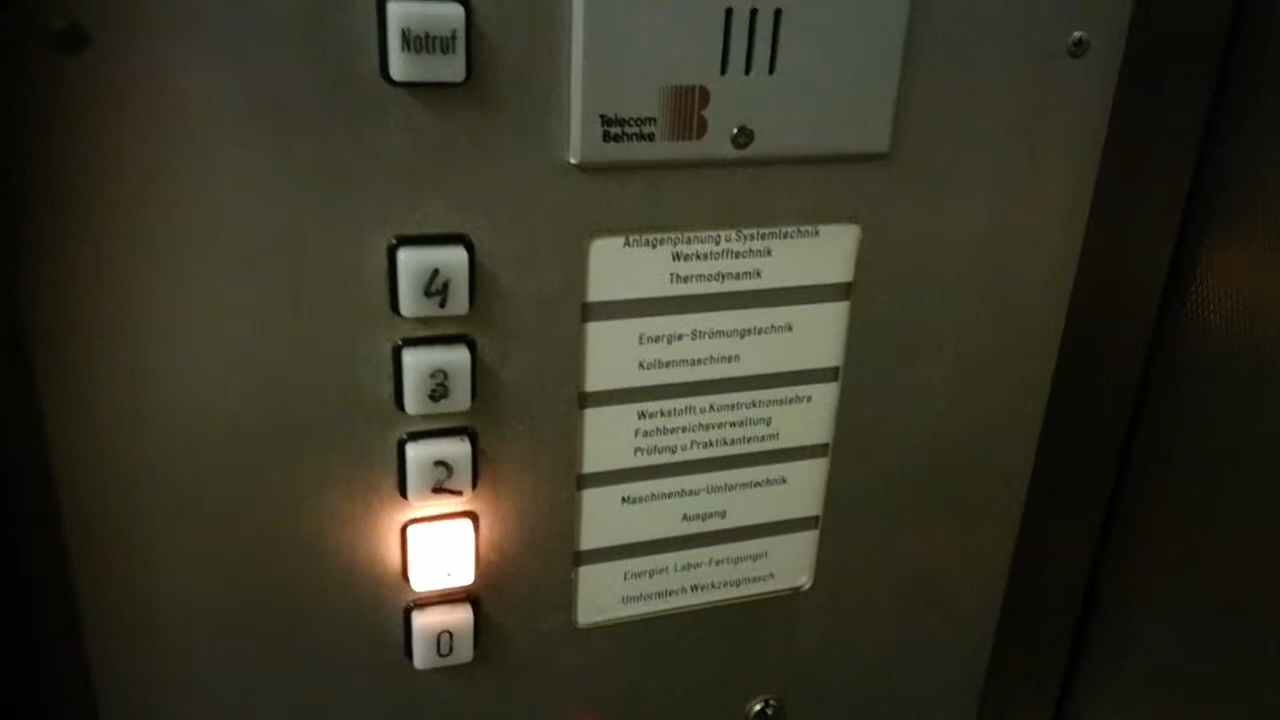 Notruf
Telecom
Behnke
4
3
2
0
Anlagenplanung u.Systemtechnik
Werkstofftechnik
Thermodynamik
Energie-Strömungstechnik
Kolbenmaschinen
Werkstoff u.Konstruktionslehre
Fachbereichsverwaltung
Prüfung u.Praktikantenamt
Maschinenbau-Umformtechnik
Ausgang
Energiet. Labor-Fertigungst.
Umformtech.Werkzeugmasch.